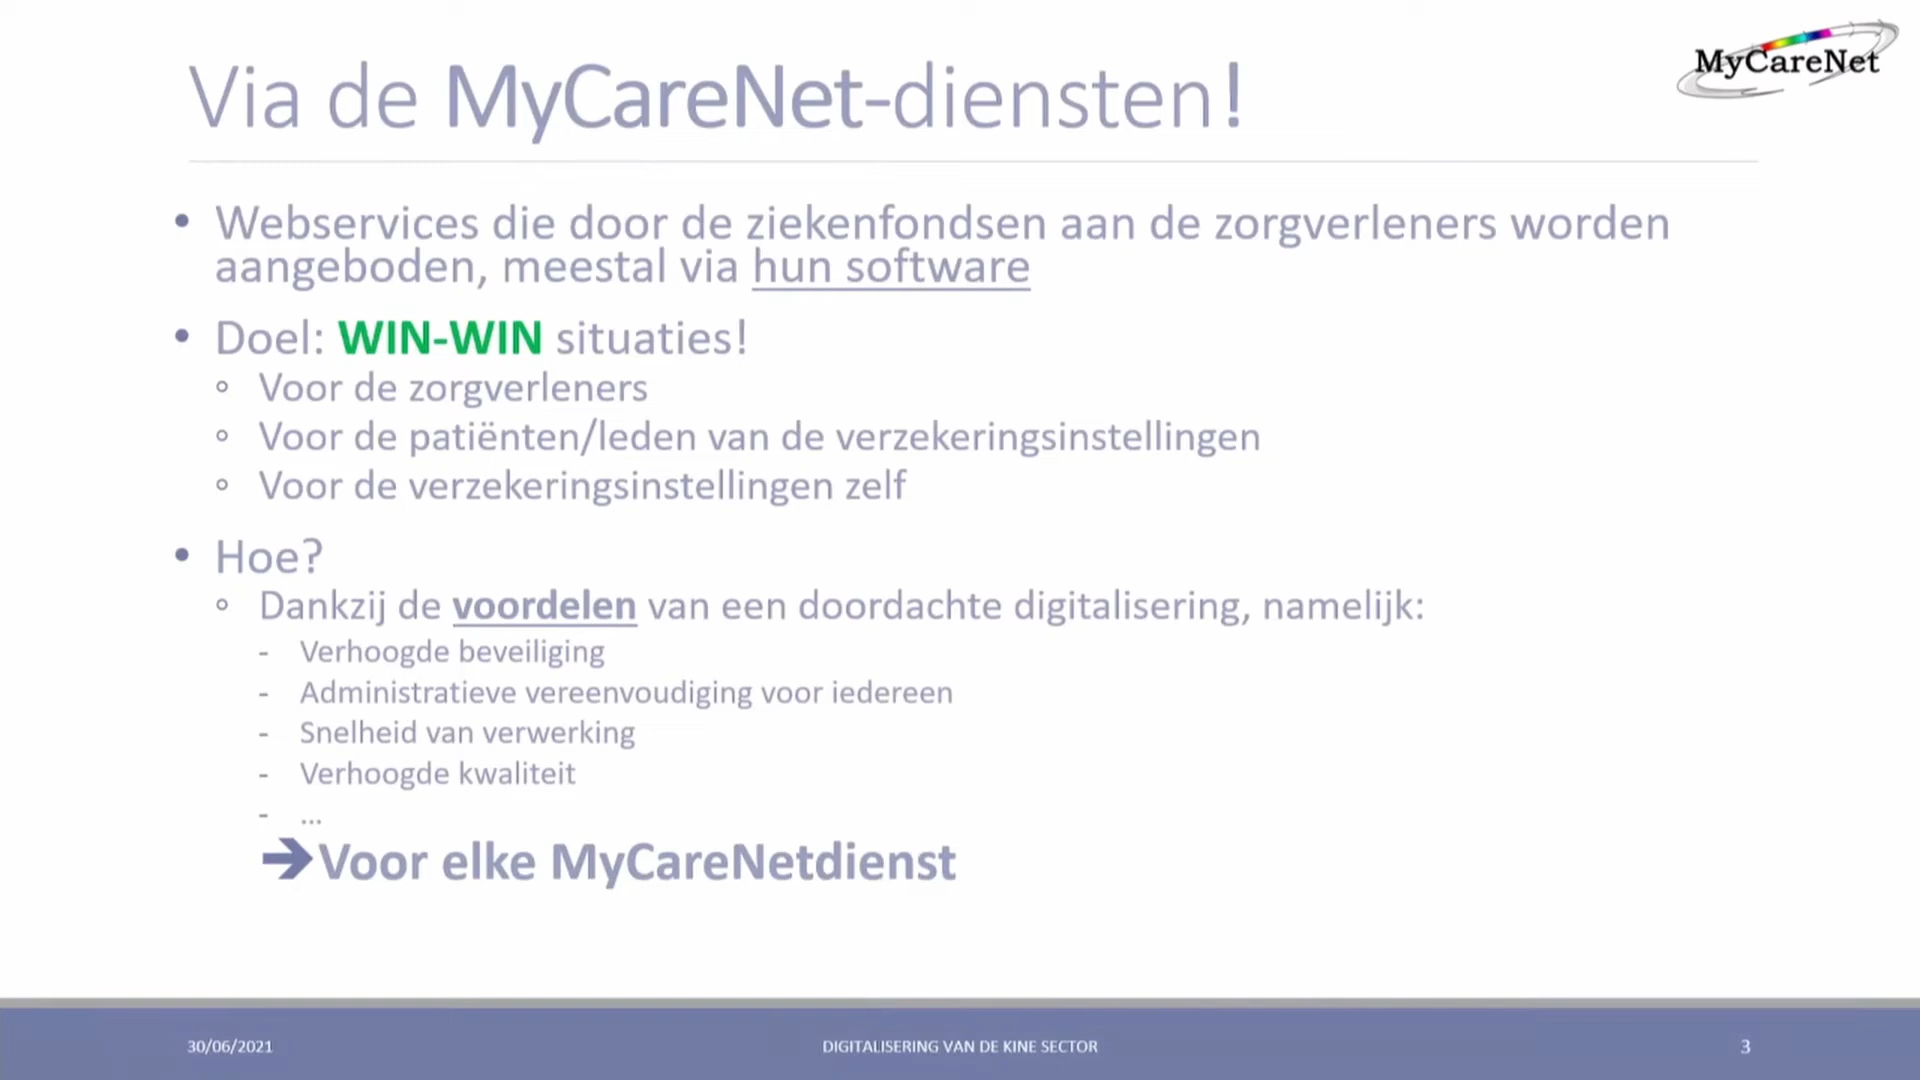 MyCareNet
Via de MyCareNet-diensten!
• Webservices die door de ziekenfondsen aan de zorgverleners worden
aangeboden, meestal via hun software
• Doel: WIN-WIN situaties!
◦ Voor de zorgverleners
◦ Voor de patiënten/leden van de verzekeringsinstellingen
◦ Voor de verzekeringsinstellingen zelf
• Hoe?
◦ Dankzij de voordelen van een doordachte digitalisering, namelijk:
- Verhoogde beveiliging
- Administratieve vereenvoudiging voor iedereen
- Snelheid van verwerking
- Verhoogde kwaliteit
- ...
➔Voor elke MyCareNetdienst
30/06/2021
DIGITALISERING VAN DE KINE SECTOR
3